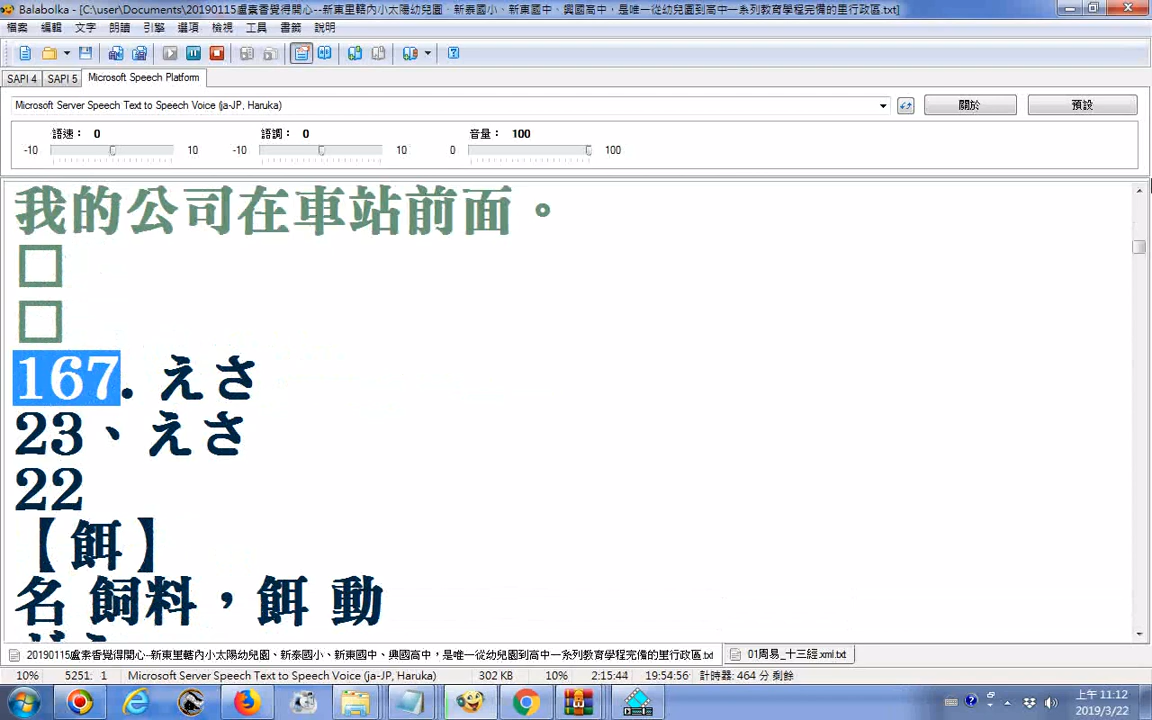 Balabolka - [C:\user\Documents\20190115盧素香覺得開心--新東里轄內小太陽幼兒園、新泰國小、新東國中、興國高中，是唯一從幼兒園到高中一系列教育學程完備的里行政區.txt]
檔案 編輯 文字 朗讀 引擎 選項 檢視 工具 書籤 說明
SAPI 4 SAPI 5 Microsoft Speech Platform
Microsoft Server Speech Text to Speech Voice (ja-JP, Haruka) 關於 預設
語速： 0 語調： 0 音量： 100
-10 10 -10 10 0 100
我的公司在車站前面。
□
□
167. えさ
23、えさ
22
【餌】
名 飼料，餌 動
20190115盧素香覺得開心--新東里轄內小太陽幼兒園、新泰國小、新東國中、興國高中，是唯一從幼兒園到高中一系列教育學程完備的里行政區.txt 01周易_十三經.xml.txt
10% 5251: 1 Microsoft Server Speech Text to Speech Voice (ja-JP, Haruka) 302 KB 10% 2:15:44 19:54:56 計時器: 464 分 剩餘
上午 11:12
2019/3/22